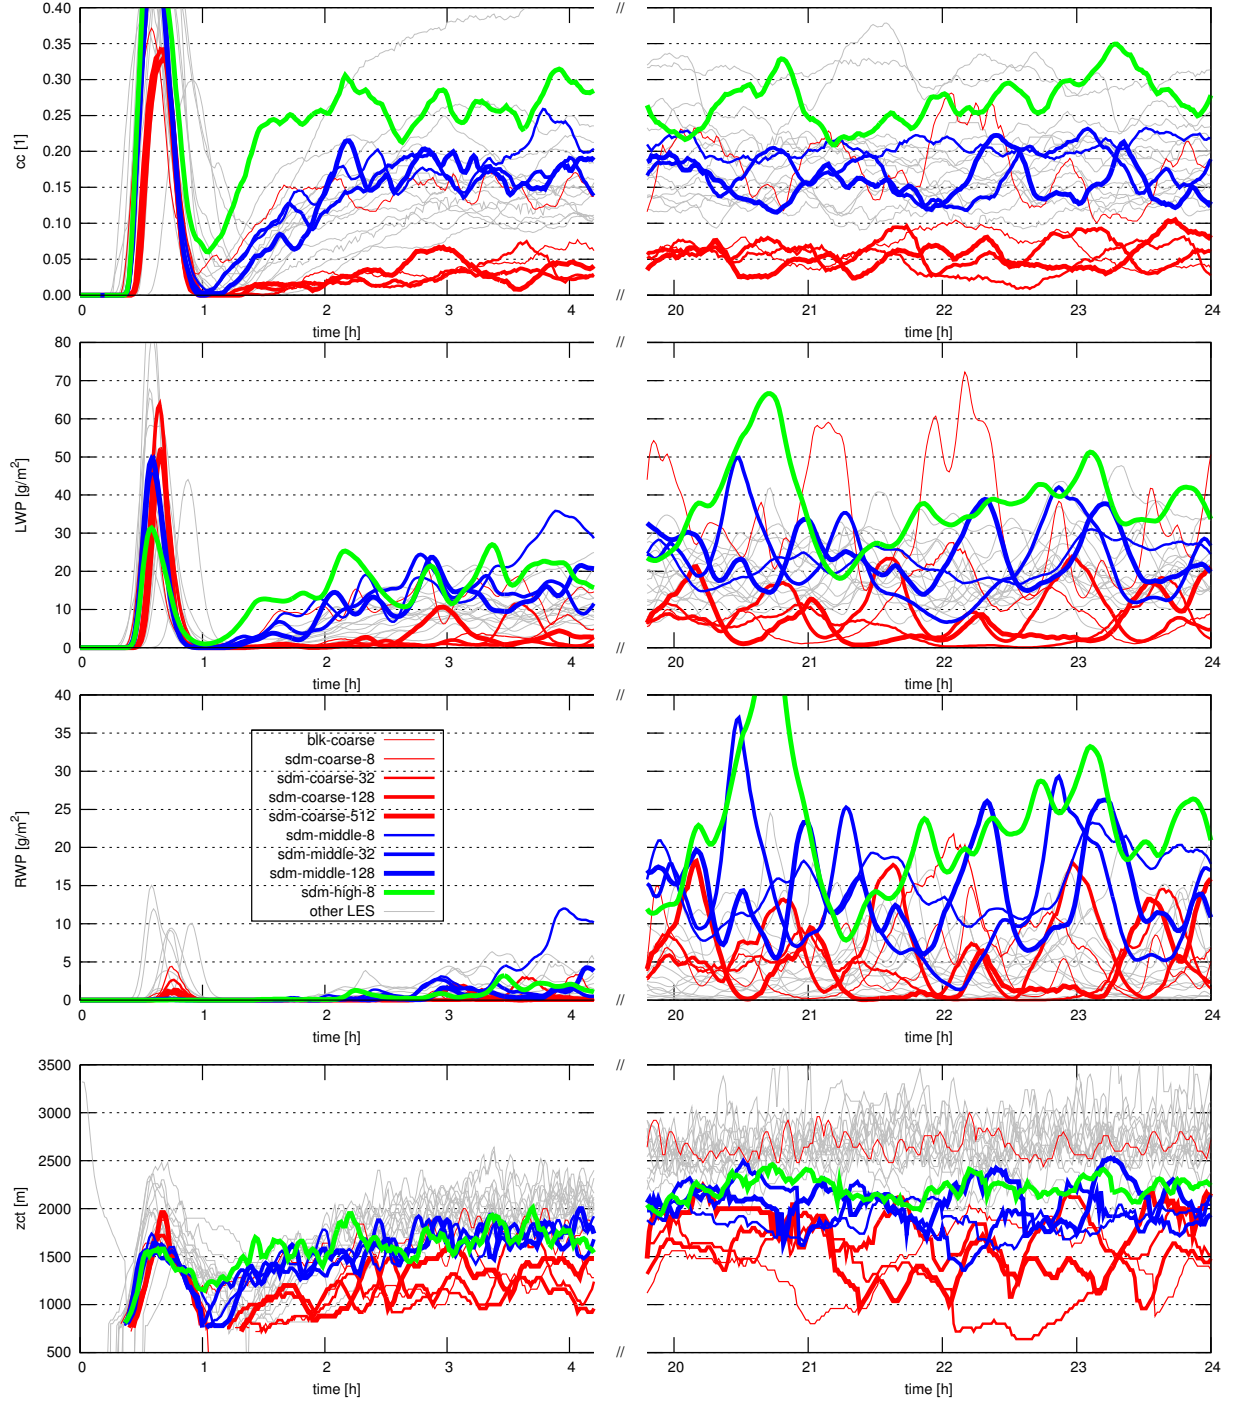 0.40
0.35
0.30
0.25
0.20
0.15
0.10
0.05
0.00
cc [1]
0 1 2 3 4 // 20 21 22 23 24
time [h] time [h]
80
70
60
50
40
30
20
10
0
LWP [g/m²]
0 1 2 3 4 // 20 21 22 23 24
time [h] time [h]
40
35
30
25
20
15
10
5
0
RWP [g/m²]
blk-coarse
sdm-coarse-8
sdm-coarse-32
sdm-coarse-128
sdm-coarse-512
sdm-middle-8
sdm-middle-32
sdm-middle-128
sdm-high-8
other LES
0 1 2 3 4 // 20 21 22 23 24
time [h] time [h]
3500
3000
2500
2000
1500
1000
500
zct [m]
0 1 2 3 4 // 20 21 22 23 24
time [h] time [h]